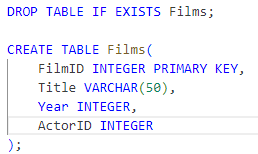 DROP TABLE IF EXISTS Films;
CREATE TABLE Films(
FilmID INTEGER PRIMARY KEY,
Title VARCHAR(50),
Year INTEGER,
ActorID INTEGER
);